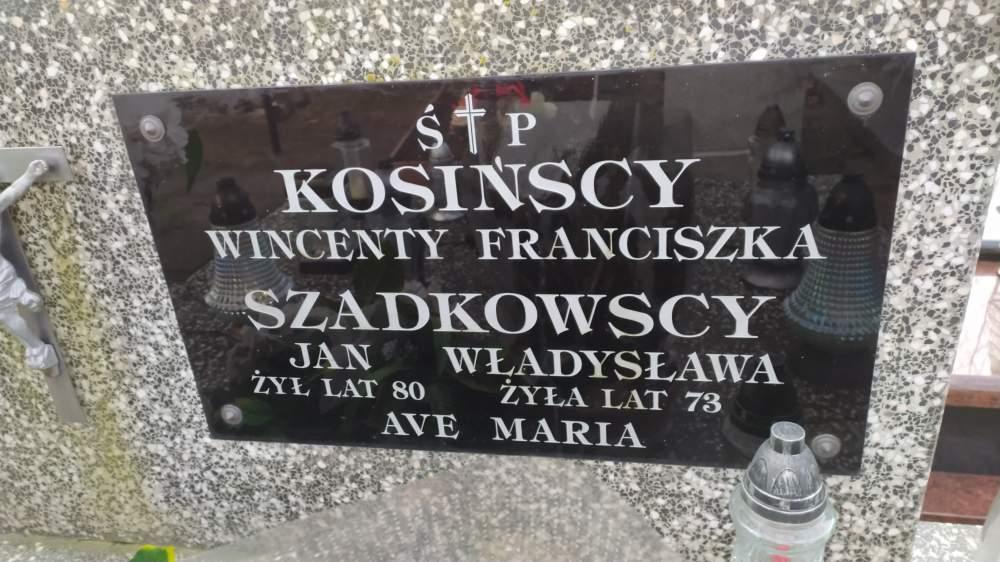 Ś † P
KOSIŃSCY
WINCENTY FRANCISZKA
SZADKOWSCY
JAN WŁADYSŁAWA
ŻYŁ LAT 80 ŻYŁA LAT 73
AVE MARIA